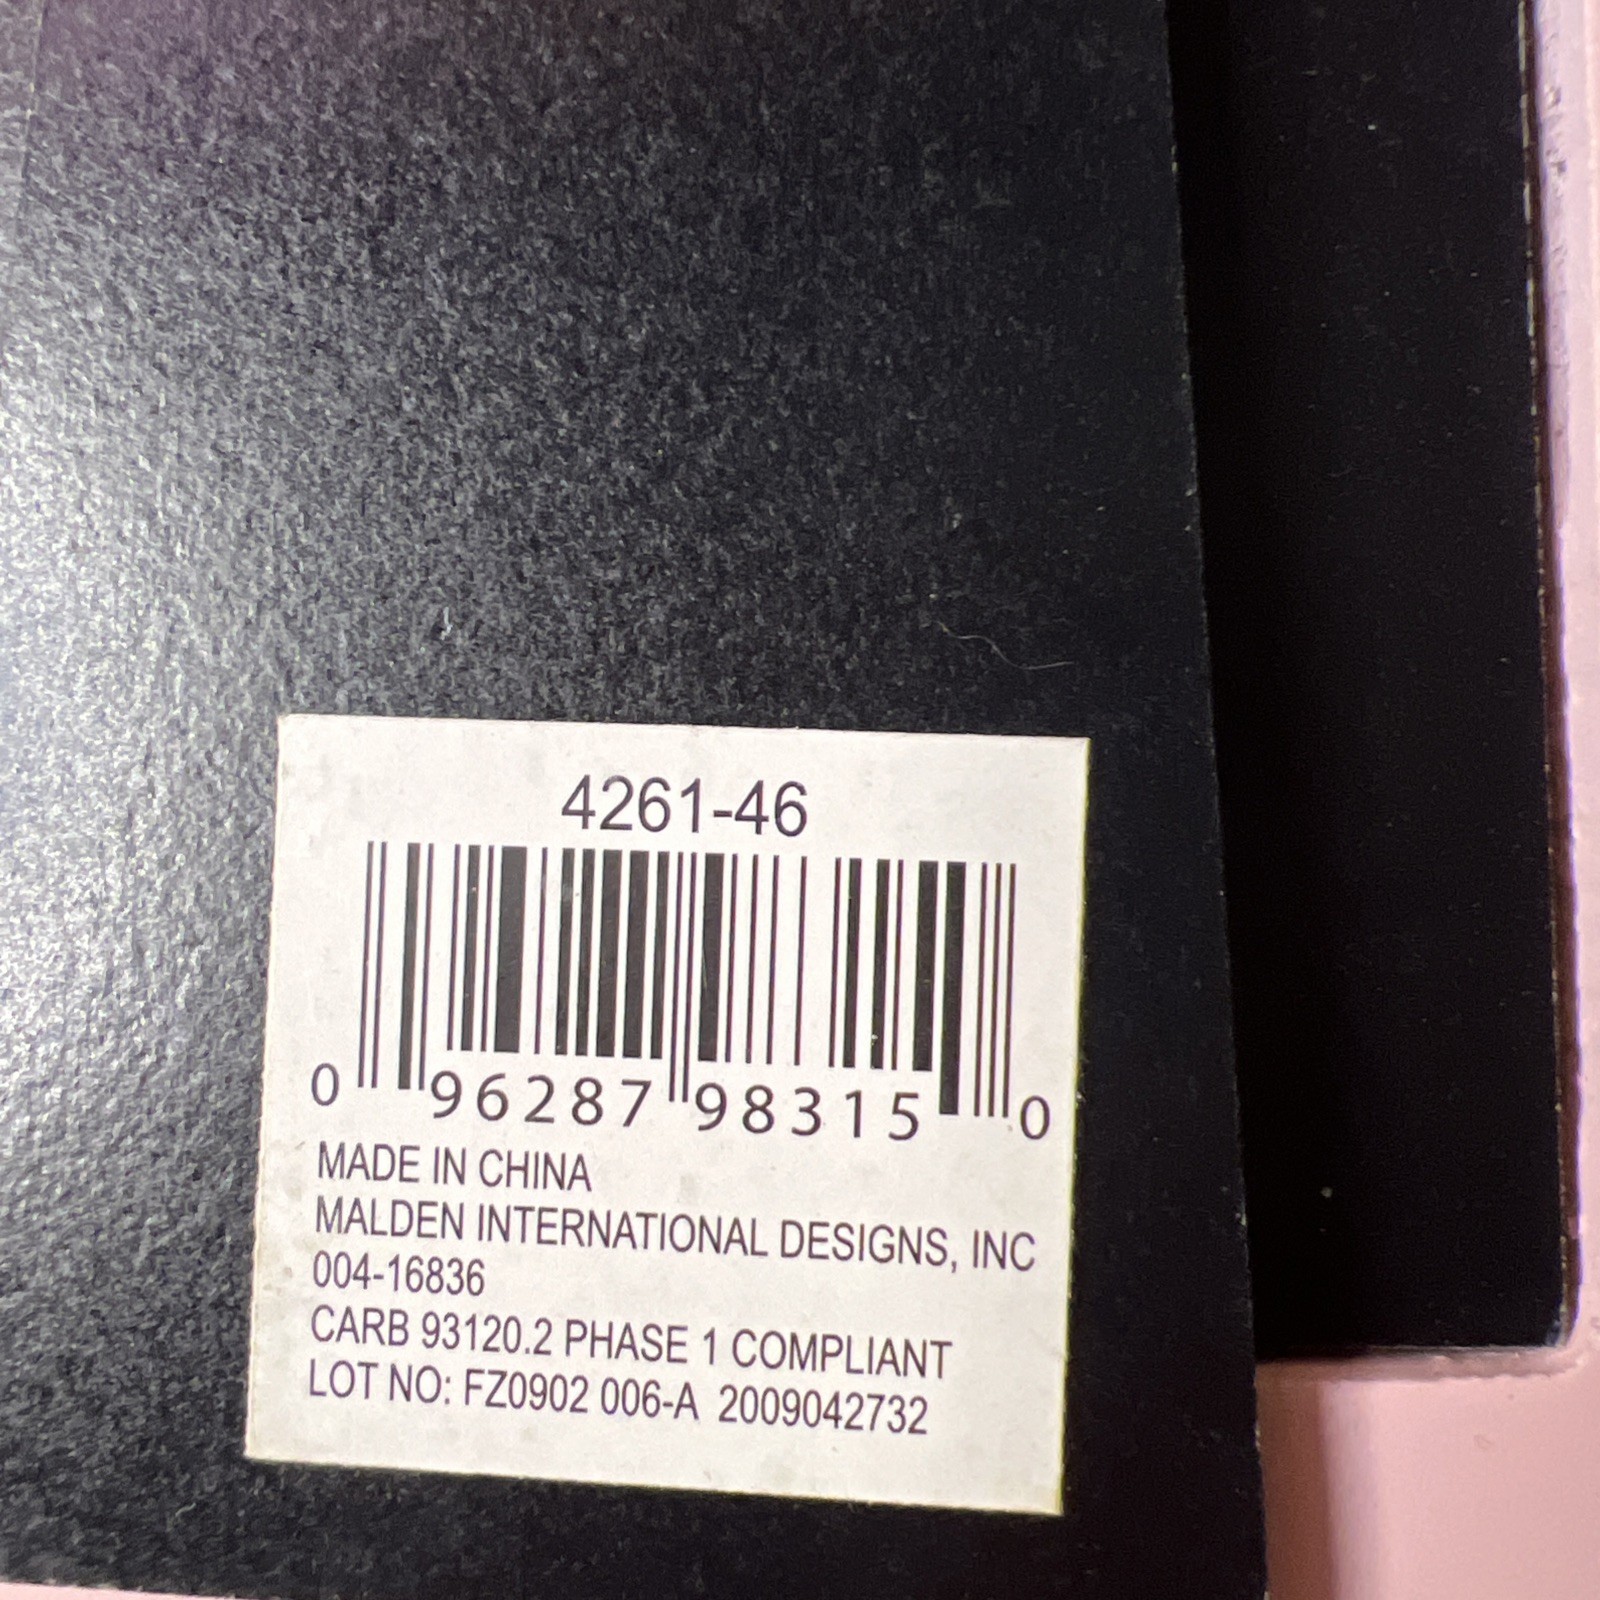 4261-46
0 96287 98315 0
MADE IN CHINA
MALDEN INTERNATIONAL DESIGNS, INC
004-16836
CARB 93120.2 PHASE 1 COMPLIANT
LOT NO: FZ0902 006-A 2009042732